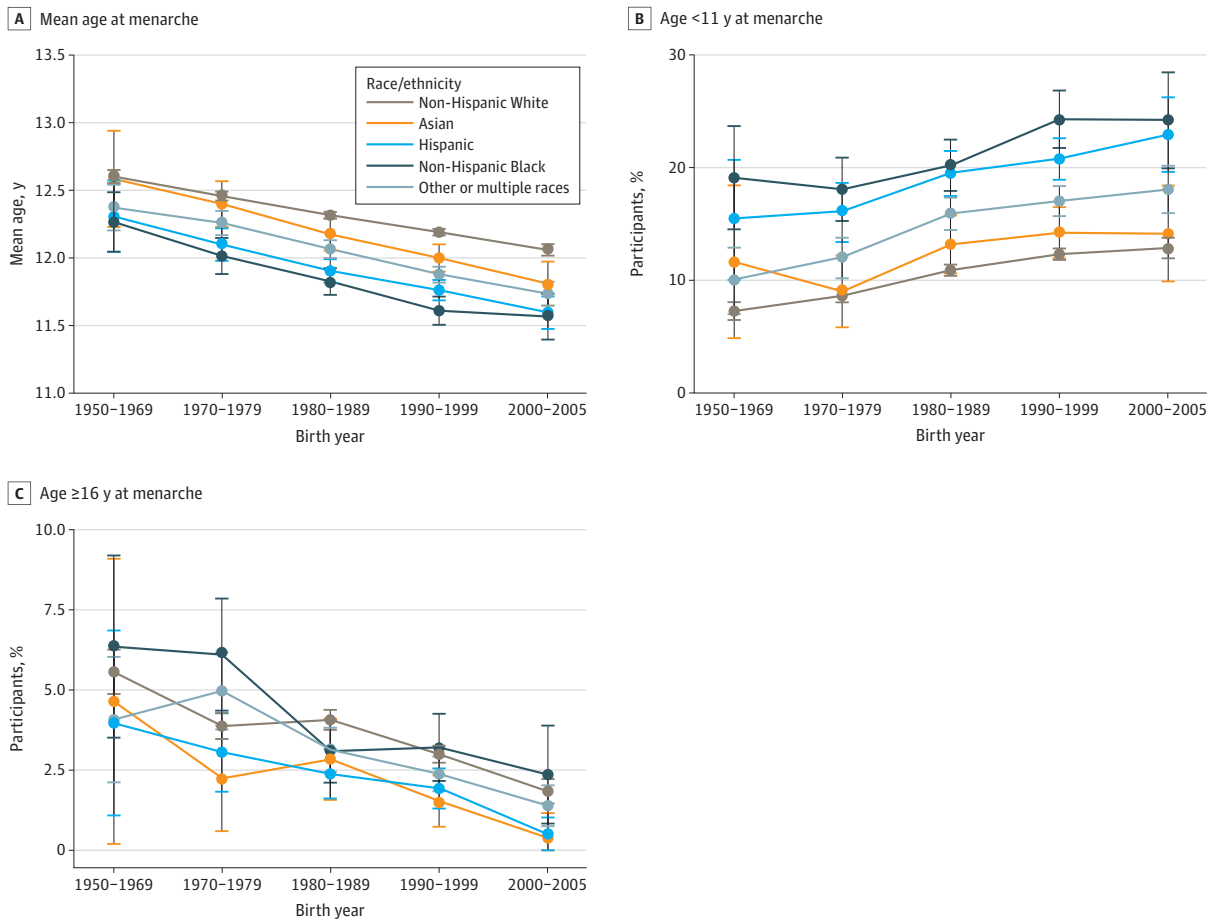 A Mean age at menarche
13.5
13.0
12.5
12.0
11.5
11.0
Mean age, y
Race/ethnicity
Non-Hispanic White
Asian
Hispanic
Non-Hispanic Black
Other or multiple races
1950–1969 1970–1979 1980–1989 1990–1999 2000–2005
Birth year
B Age <11 y at menarche
30
20
10
0
Participants, %
1950–1969 1970–1979 1980–1989 1990–1999 2000–2005
Birth year
C Age ≥16 y at menarche
10.0
7.5
5.0
2.5
0
Participants, %
1950–1969 1970–1979 1980–1989 1990–1999 2000–2005
Birth year